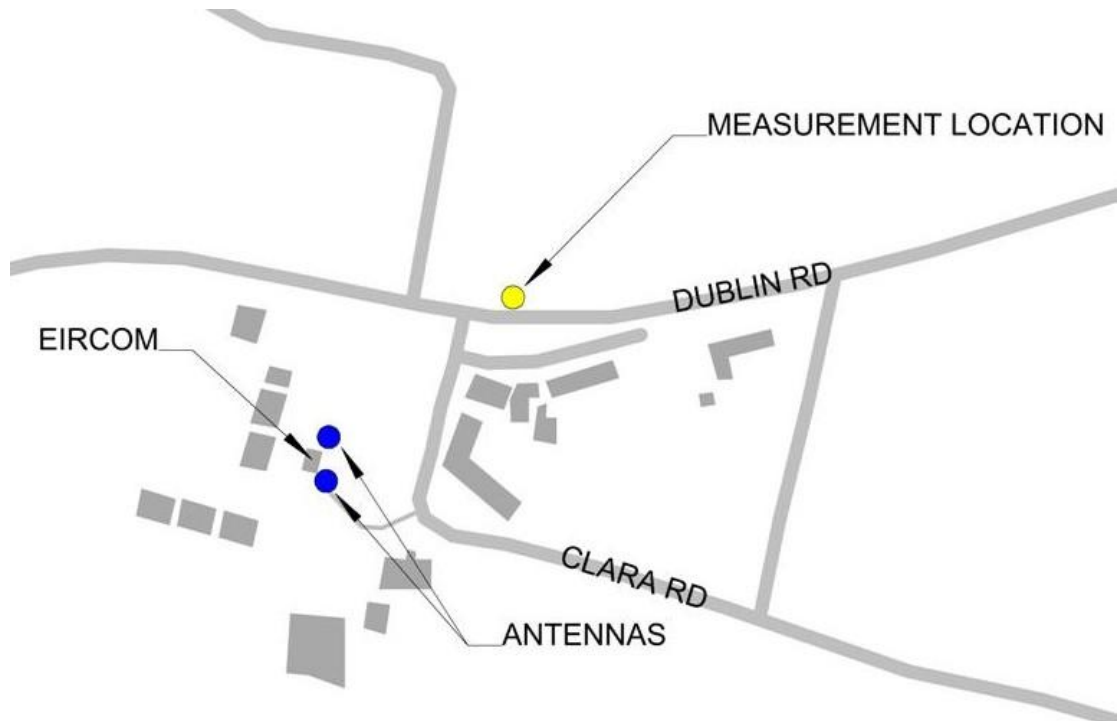 MEASUREMENT LOCATION
DUBLIN RD
EIRCOM
CLARA RD
ANTENNAS